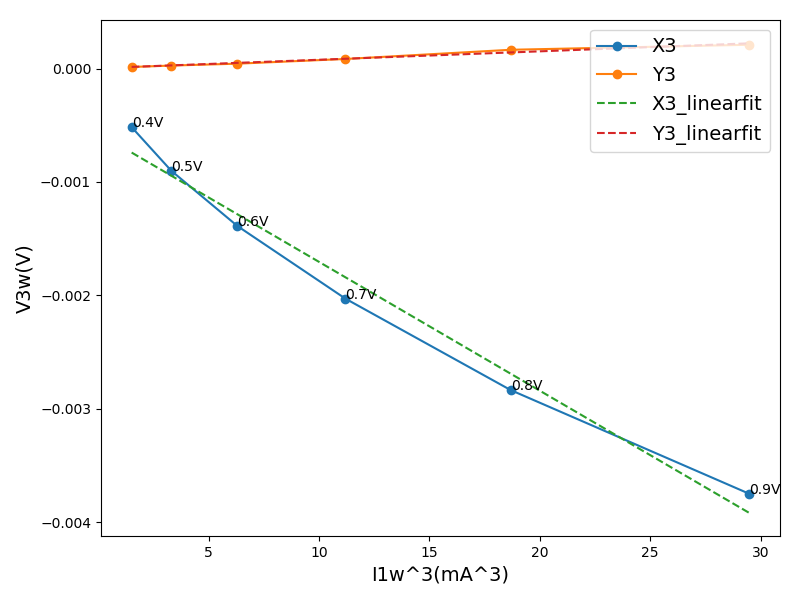 X3
Y3
X3_linearfit
Y3_linearfit
0.4V
0.5V
0.6V
0.7V
0.8V
0.9V
0.000
−0.001
−0.002
−0.003
−0.004
V3w(V)
5
10
15
20
25
30
I1w^3(mA^3)